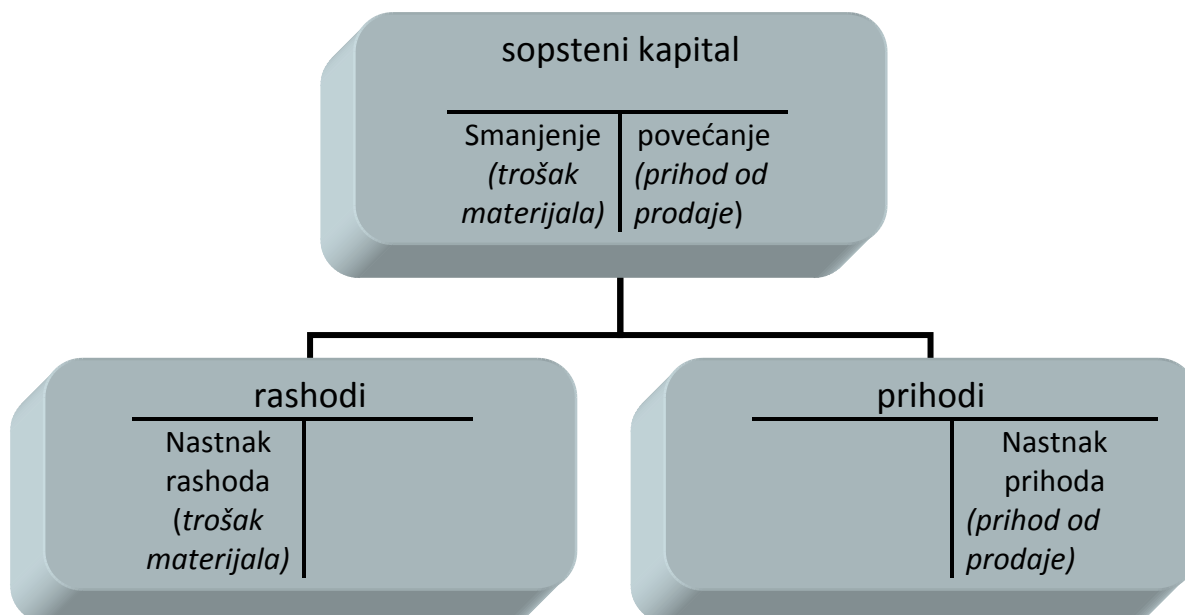 sopsteni kapital
Smanjenje
(trošak
materijala)
povećanje
(prihod od
prodaje)
rashodi
Nastnak
rashoda
(trošak
materijala)
prihodi
Nastnak
prihoda
(prihod od
prodaje)